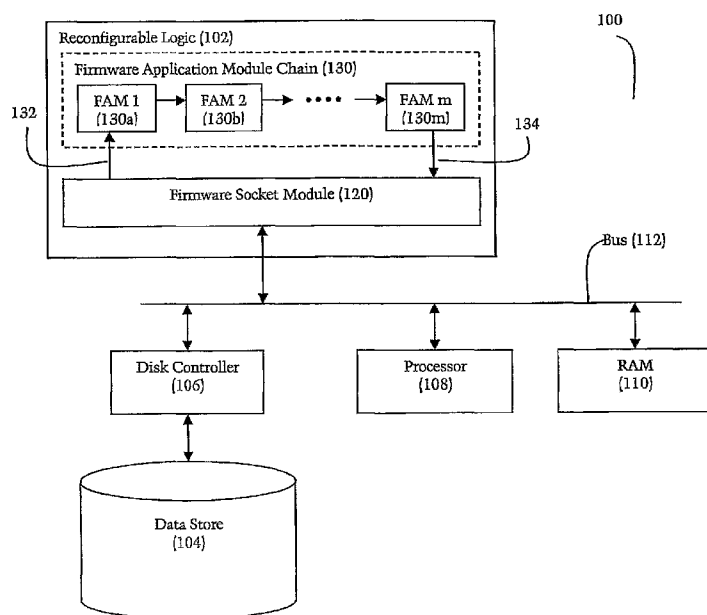 100
Reconfigurable Logic (102)
Firmware Application Module Chain (130)
FAM 1
(130a)
FAM 2
(130b)
FAM m
(130m)
132
134
Firmware Socket Module (120)
Bus (112)
Disk Controller
(106)
Processor
(108)
RAM
(110)
Data Store
(104)